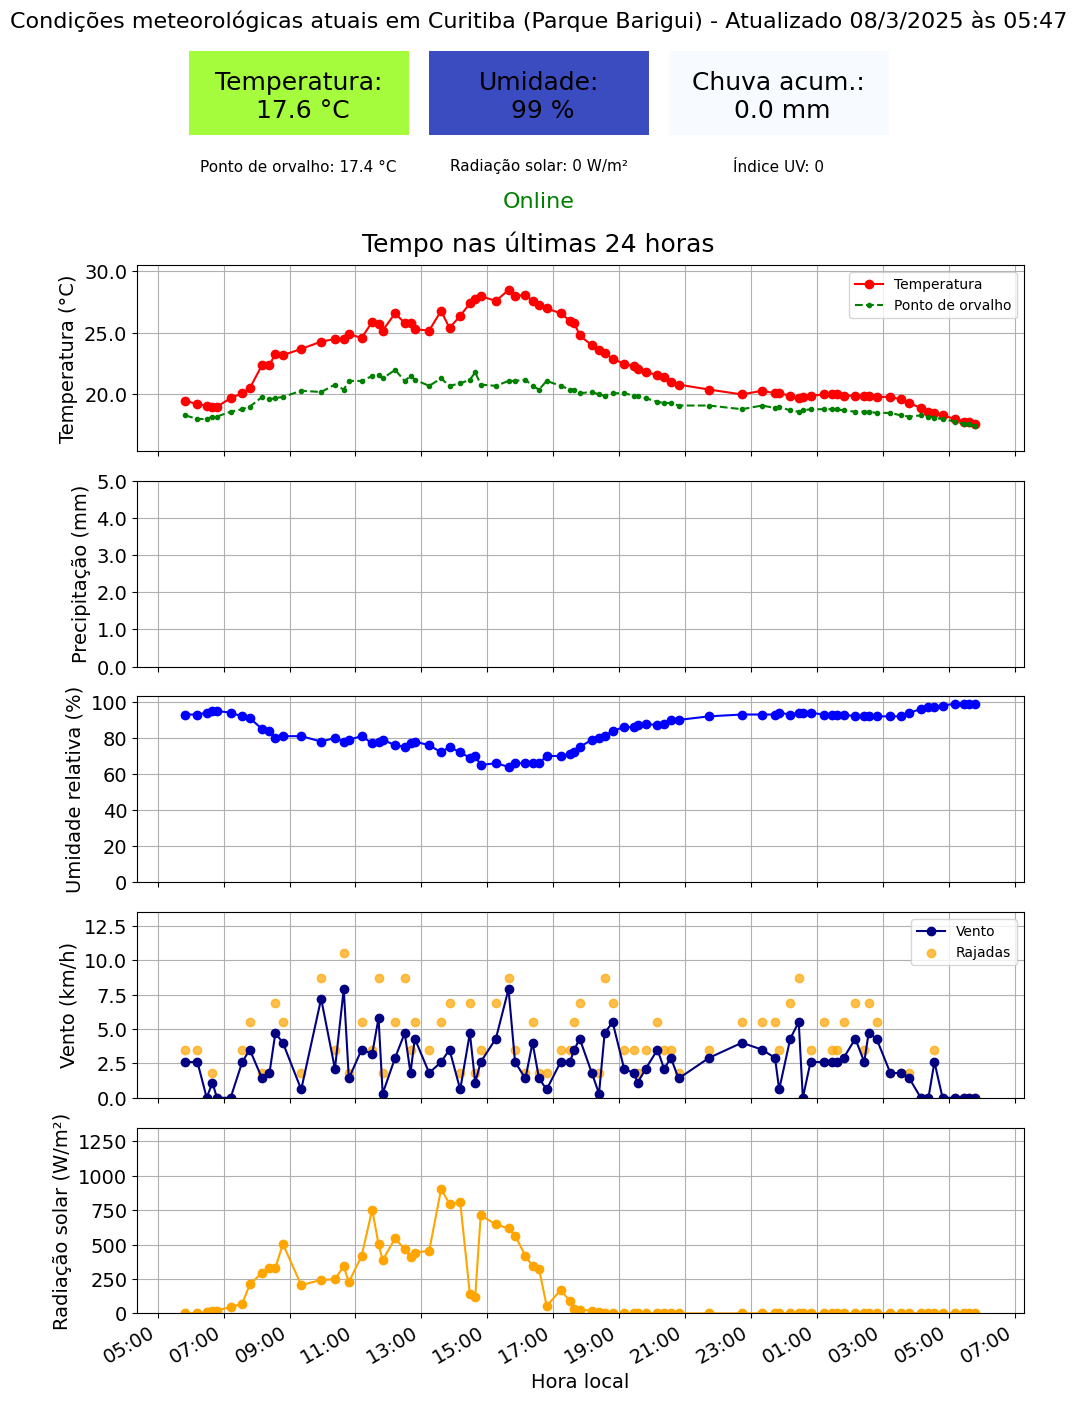 Condições meteorológicas atuais em Curitiba (Parque Barigui) - Atualizado 08/3/2025 às 05:47
Temperatura:
17.6 °C
Umidade:
99 %
Chuva acum.:
0.0 mm
Ponto de orvalho: 17.4 °C
Radiação solar: 0 W/m²
Índice UV: 0
Online
Tempo nas últimas 24 horas
Temperatura (°C)
30.0
25.0
20.0
Temperatura
Ponto de orvalho
Precipitação (mm)
5.0
4.0
3.0
2.0
1.0
0.0
Umidade relativa (%)
100
80
60
40
20
0
Vento (km/h)
12.5
10.0
7.5
5.0
2.5
0.0
Vento
Rajadas
Radiação solar (W/m²)
1250
1000
750
500
250
0
05:00
07:00
09:00
11:00
13:00
15:00
17:00
19:00
21:00
23:00
01:00
03:00
05:00
07:00
Hora local